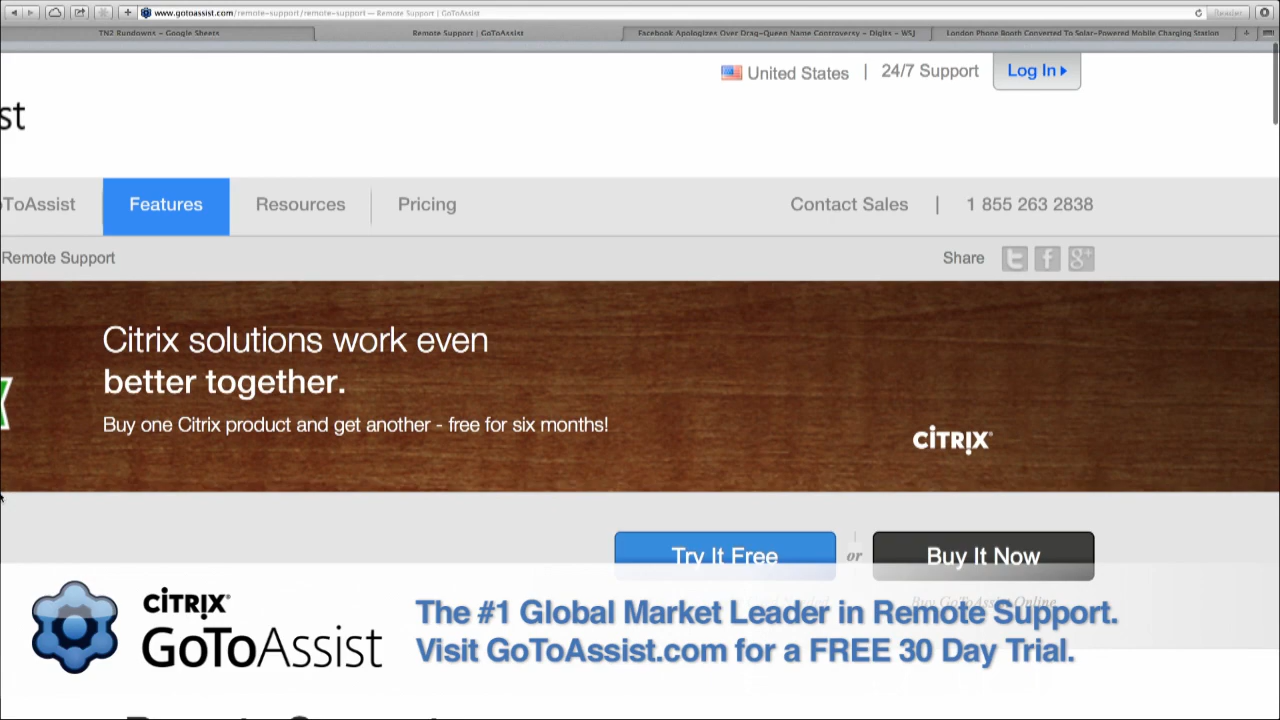 www.gotoassist.com/remote-support/remote-support — Remote Support | GoToAssist
Reader
TN2 Rundowns – Google Sheets
Remote Support | GoToAssist
Facebook Apologizes Over Drag-Queen Name Controversy - Digits - WSJ
London Phone Booth Converted To Solar-Powered Mobile Charging Station
United States | 24/7 Support
Log In
st
oToAssist
Features
Resources
Pricing
Contact Sales | 1 855 263 2838
Remote Support
Share
Citrix solutions work even
better together.
Buy one Citrix product and get another - free for six months!
CITRIX®
Try It Free
or
Buy It Now
Buy GoToAssist Online
CITRIX®
GoToAssist
The #1 Global Market Leader in Remote Support.
Visit GoToAssist.com for a FREE 30 Day Trial.